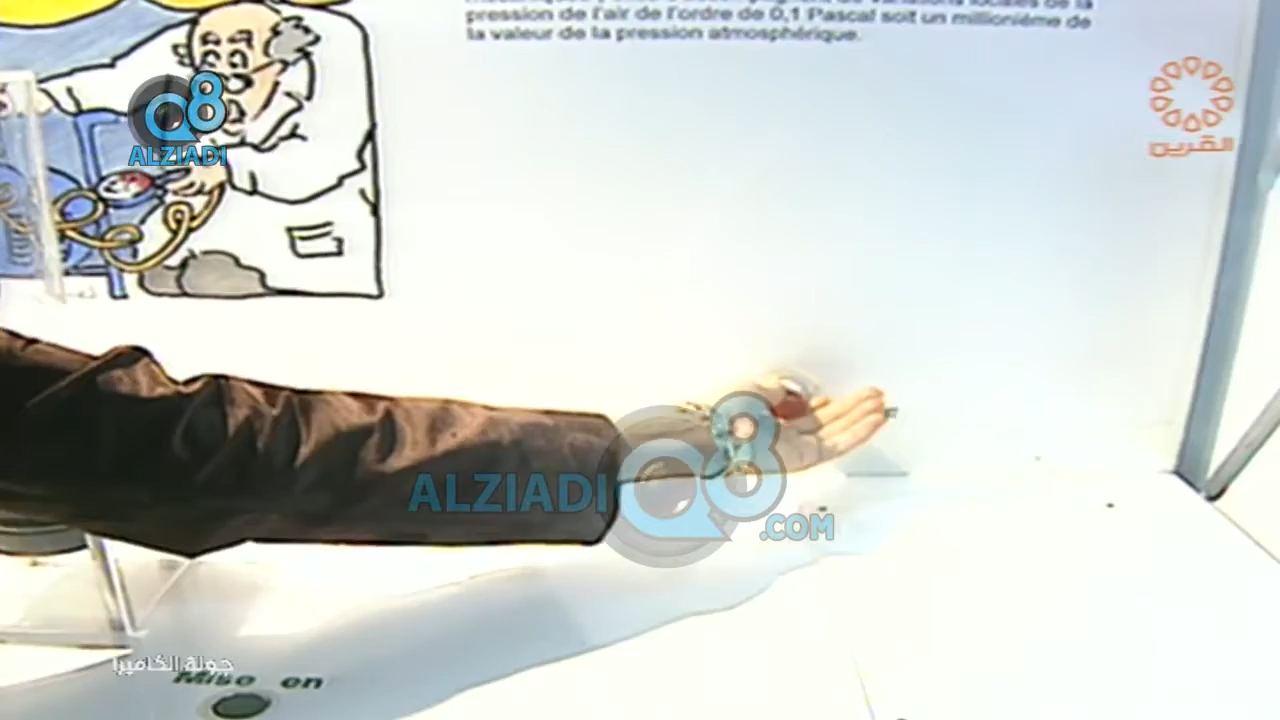 pression de l'air de l'ordre de 0,1 Pascal soit un millionième de
la valeur de la pression atmosphérique.
Q8
ALZIADI
القرين
ALZIADI Q8 .COM
جولة الكاميرا
Mise en